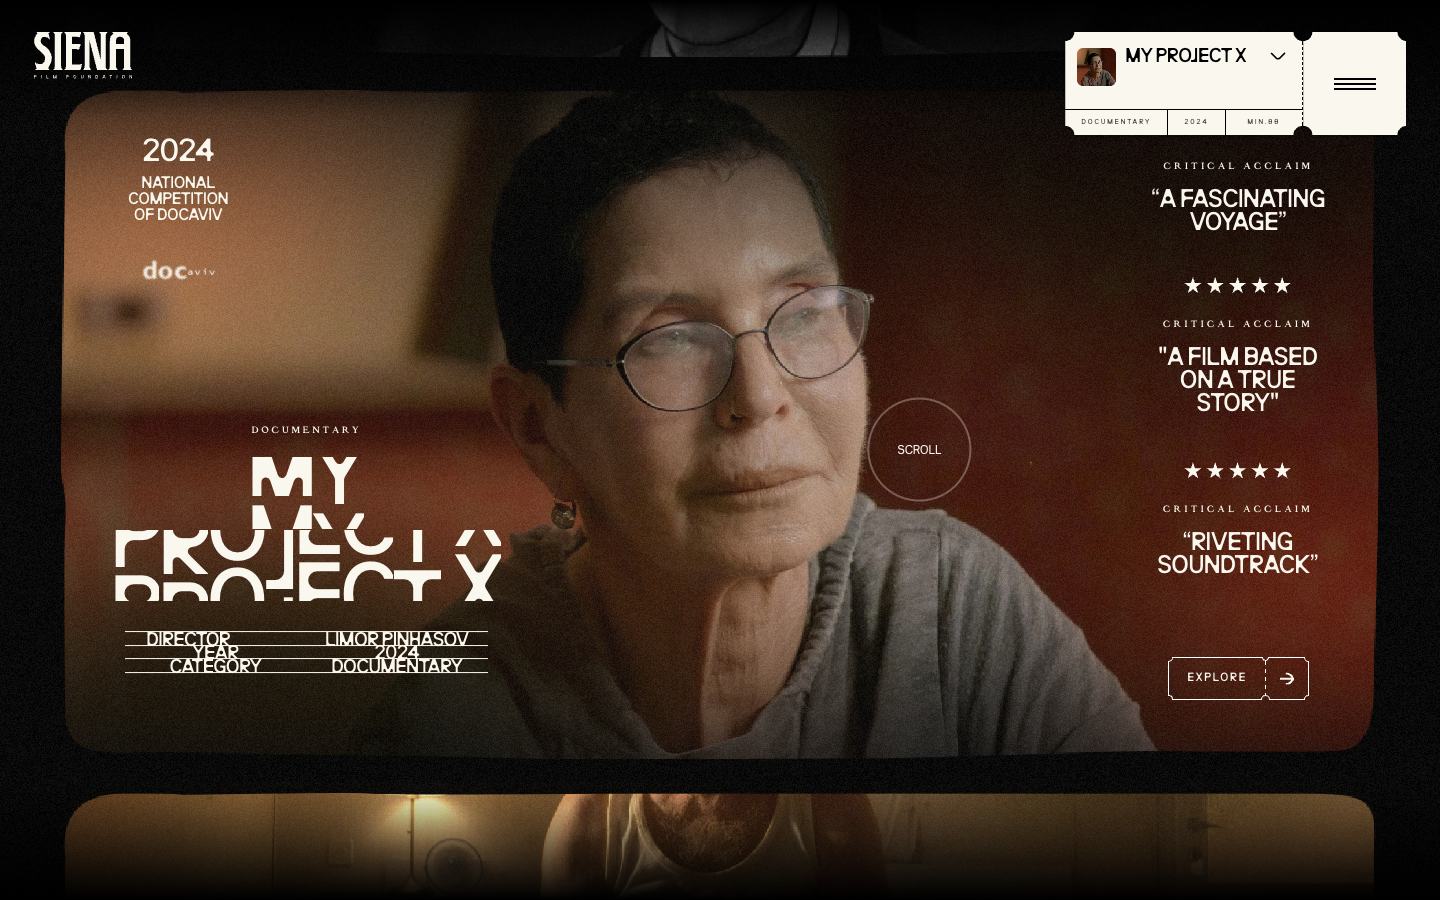 SIENA
FILM FOUNDATION
MY PROJECT X
DOCUMENTARY
2024
MIN.88
2024
NATIONAL
COMPETITION
OF DOCAVIV
docaviv
DOCUMENTARY
MY
PROJECT X
DIRECTOR LIMOR PINHASOV
YEAR 2024
CATEGORY DOCUMENTARY
SCROLL
CRITICAL ACCLAIM
“A FASCINATING
VOYAGE”
★★★★★
CRITICAL ACCLAIM
"A FILM BASED
ON A TRUE
STORY"
★★★★★
CRITICAL ACCLAIM
“RIVETING
SOUNDTRACK”
EXPLORE